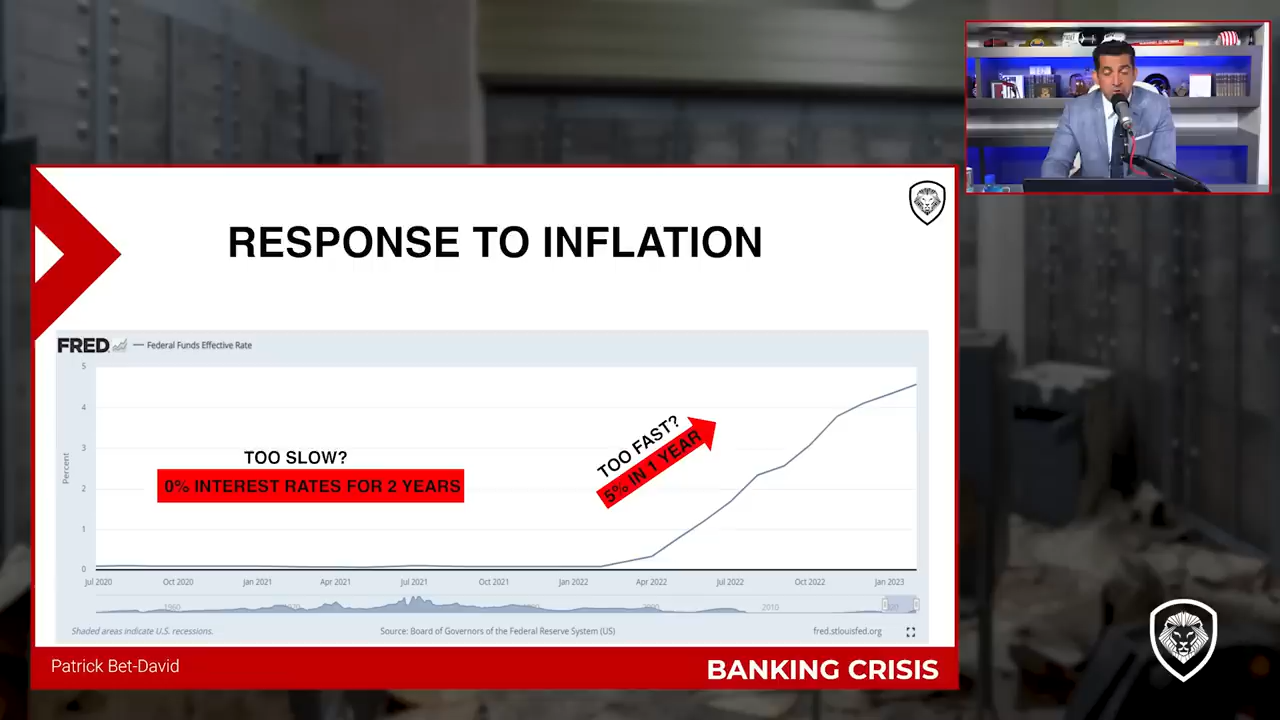 RESPONSE TO INFLATION
FRED
Federal Funds Effective Rate
5
4
3
2
1
0
Percent
TOO SLOW?
0% INTEREST RATES FOR 2 YEARS
TOO FAST?
5% IN 1 YEAR
Jul 2020 Oct 2020 Jan 2021 Apr 2021 Jul 2021 Oct 2021 Jan 2022 Apr 2022 Jul 2022 Oct 2022 Jan 2023
1960 2000 2010
Shaded areas indicate U.S. recessions. Source: Board of Governors of the Federal Reserve System (US) fred.stlouisfed.org
Patrick Bet-David BANKING CRISIS